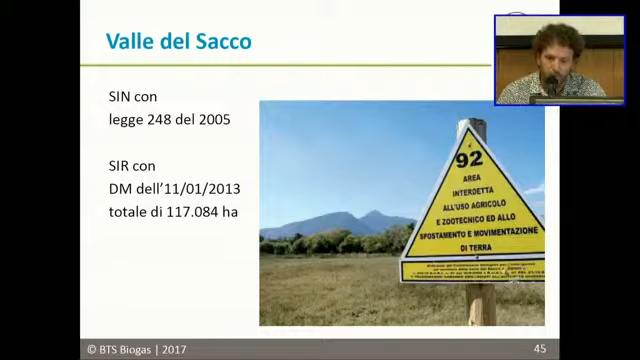 Valle del Sacco
SIN con
legge 248 del 2005
SIR con
DM dell'11/01/2013
totale di 117.084 ha
92
AREA
INTERDETTA
ALL'USO AGRICOLO
E ZOOTECNICO ED ALLO
SPOSTAMENTO E MOVIMENTAZIONE
DI TERRA
© BTS Biogas | 2017
45